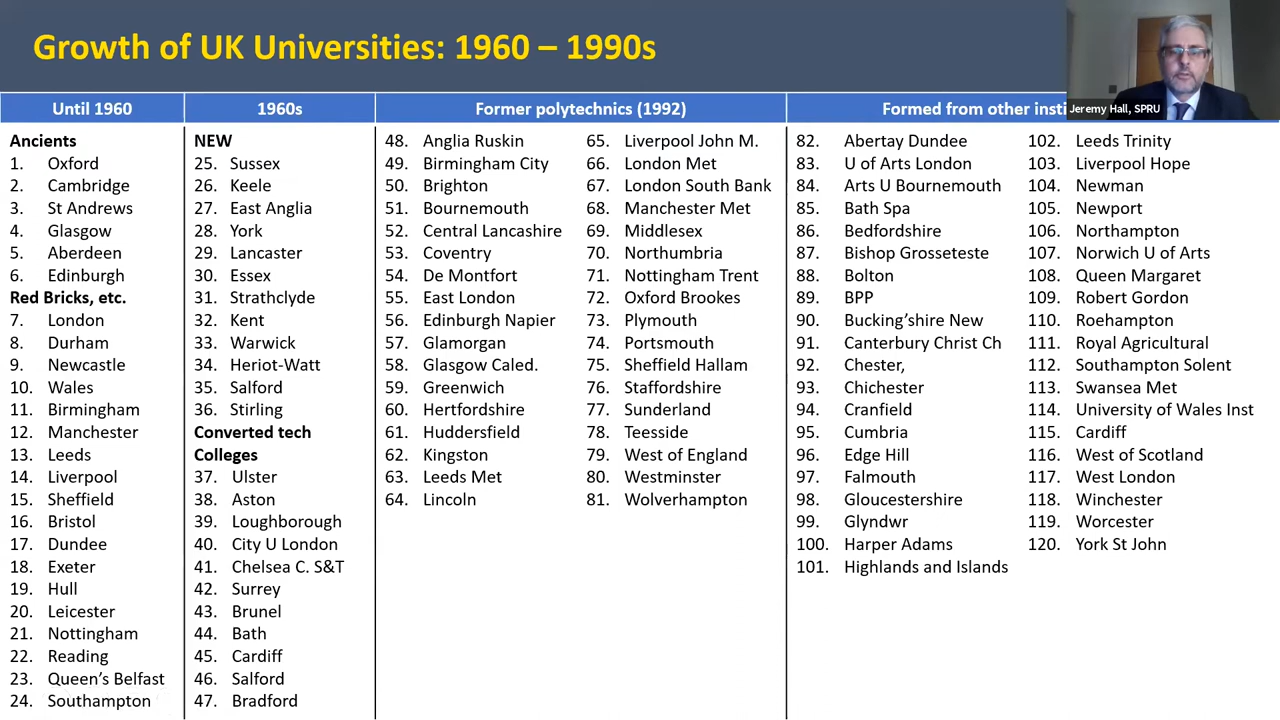 Growth of UK Universities: 1960 – 1990s
Jeremy Hall, SPRU
Until 1960
Ancients
1. Oxford
2. Cambridge
3. St Andrews
4. Glasgow
5. Aberdeen
6. Edinburgh
Red Bricks, etc.
7. London
8. Durham
9. Newcastle
10. Wales
11. Birmingham
12. Manchester
13. Leeds
14. Liverpool
15. Sheffield
16. Bristol
17. Dundee
18. Exeter
19. Hull
20. Leicester
21. Nottingham
22. Reading
23. Queen's Belfast
24. Southampton
1960s
NEW
25. Sussex
26. Keele
27. East Anglia
28. York
29. Lancaster
30. Essex
31. Strathclyde
32. Kent
33. Warwick
34. Heriot-Watt
35. Salford
36. Stirling
Converted tech
Colleges
37. Ulster
38. Aston
39. Loughborough
40. City U London
41. Chelsea C. S&T
42. Surrey
43. Brunel
44. Bath
45. Cardiff
46. Salford
47. Bradford
Former polytechnics (1992)
48. Anglia Ruskin
49. Birmingham City
50. Brighton
51. Bournemouth
52. Central Lancashire
53. Coventry
54. De Montfort
55. East London
56. Edinburgh Napier
57. Glamorgan
58. Glasgow Caled.
59. Greenwich
60. Hertfordshire
61. Huddersfield
62. Kingston
63. Leeds Met
64. Lincoln
65. Liverpool John M.
66. London Met
67. London South Bank
68. Manchester Met
69. Middlesex
70. Northumbria
71. Nottingham Trent
72. Oxford Brookes
73. Plymouth
74. Portsmouth
75. Sheffield Hallam
76. Staffordshire
77. Sunderland
78. Teesside
79. West of England
80. Westminster
81. Wolverhampton
Formed from other
82. Abertay Dundee
83. U of Arts London
84. Arts U Bournemouth
85. Bath Spa
86. Bedfordshire
87. Bishop Grosseteste
88. Bolton
89. BPP
90. Bucking'shire New
91. Canterbury Christ Ch
92. Chester,
93. Chichester
94. Cranfield
95. Cumbria
96. Edge Hill
97. Falmouth
98. Gloucestershire
99. Glyndwr
100. Harper Adams
101. Highlands and Islands
102. Leeds Trinity
103. Liverpool Hope
104. Newman
105. Newport
106. Northampton
107. Norwich U of Arts
108. Queen Margaret
109. Robert Gordon
110. Roehampton
111. Royal Agricultural
112. Southampton Solent
113. Swansea Met
114. University of Wales Inst
115. Cardiff
116. West of Scotland
117. West London
118. Winchester
119. Worcester
120. York St John